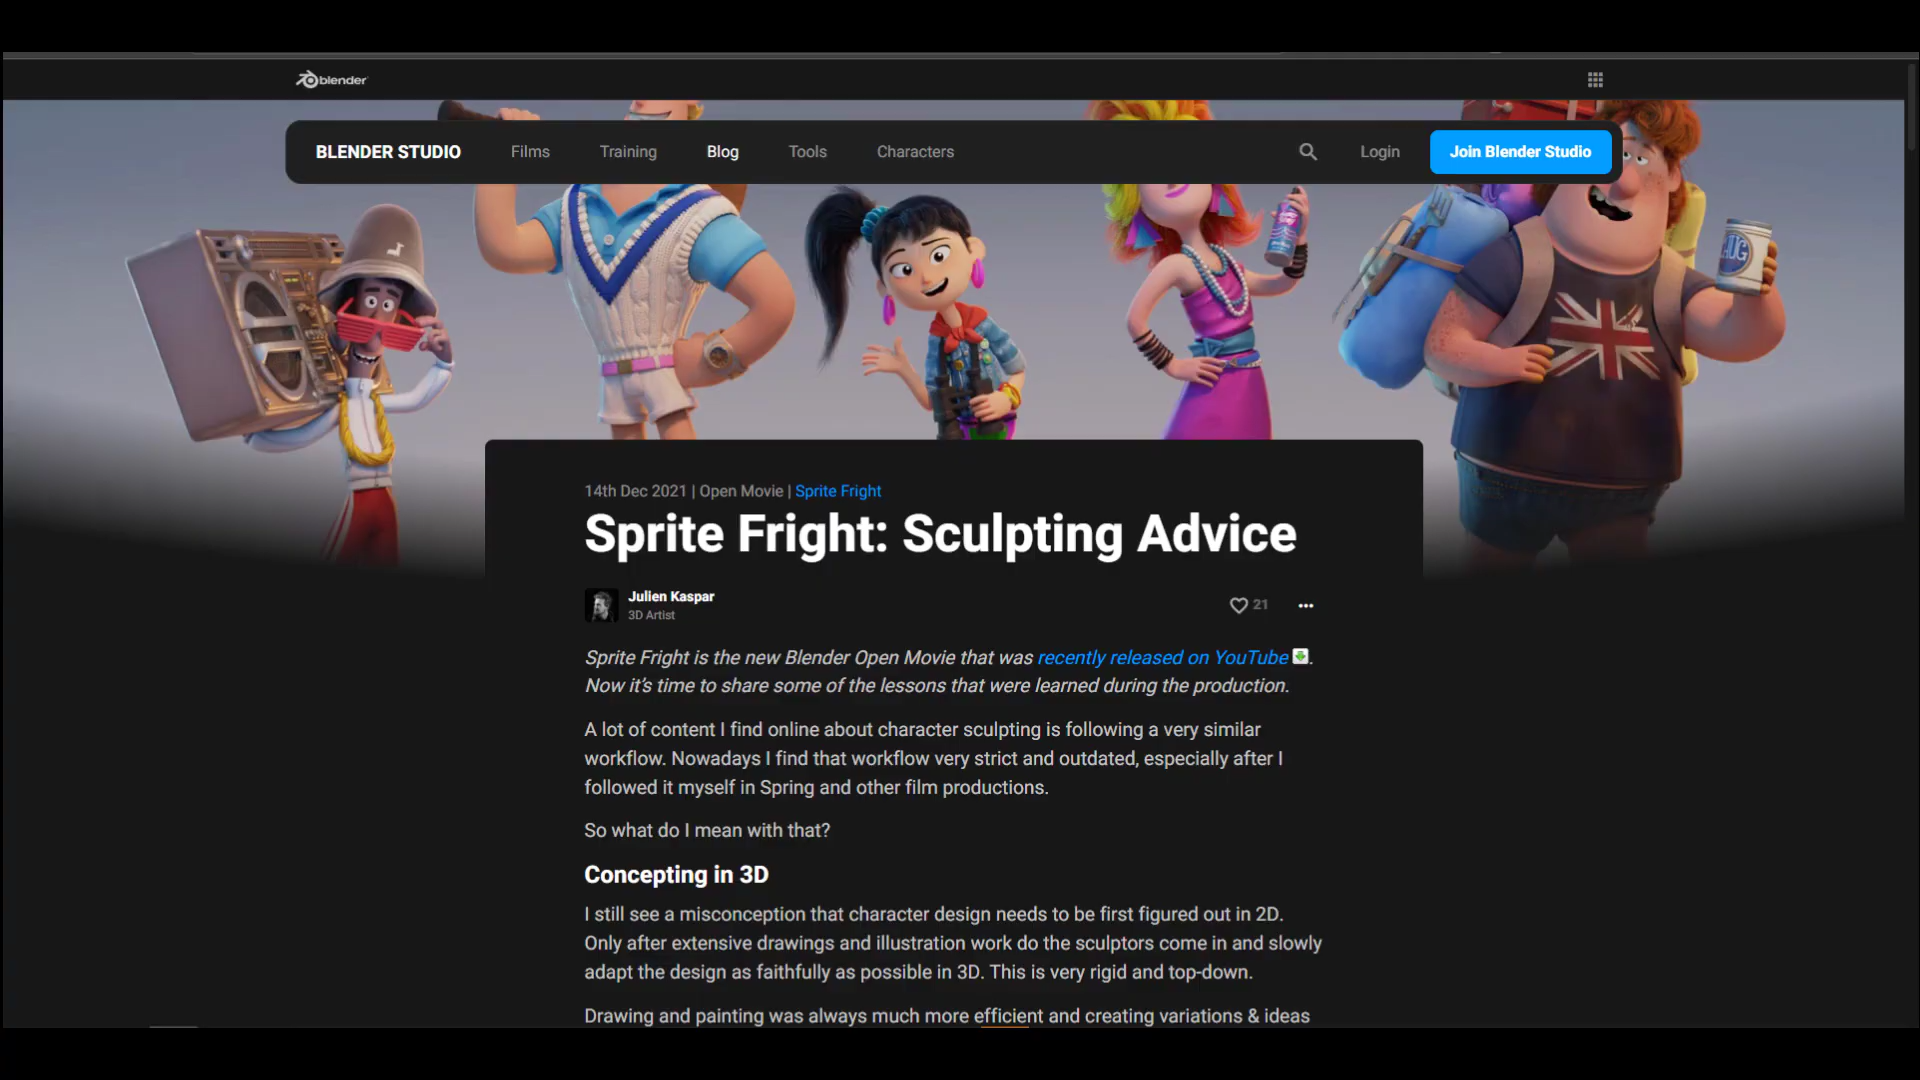 blender
BLENDER STUDIO Films Training Blog Tools Characters Login Join Blender Studio
14th Dec 2021 | Open Movie | Sprite Fright
Sprite Fright: Sculpting Advice
Julien Kaspar
3D Artist
21
Sprite Fright is the new Blender Open Movie that was recently released on YouTube.
Now it’s time to share some of the lessons that were learned during the production.
A lot of content I find online about character sculpting is following a very similar
workflow. Nowadays I find that workflow very strict and outdated, especially after I
followed it myself in Spring and other film productions.
So what do I mean with that?
Concepting in 3D
I still see a misconception that character design needs to be first figured out in 2D.
Only after extensive drawings and illustration work do the sculptors come in and slowly
adapt the design as faithfully as possible in 3D. This is very rigid and top-down.
Drawing and painting was always much more efficient and creating variations & ideas